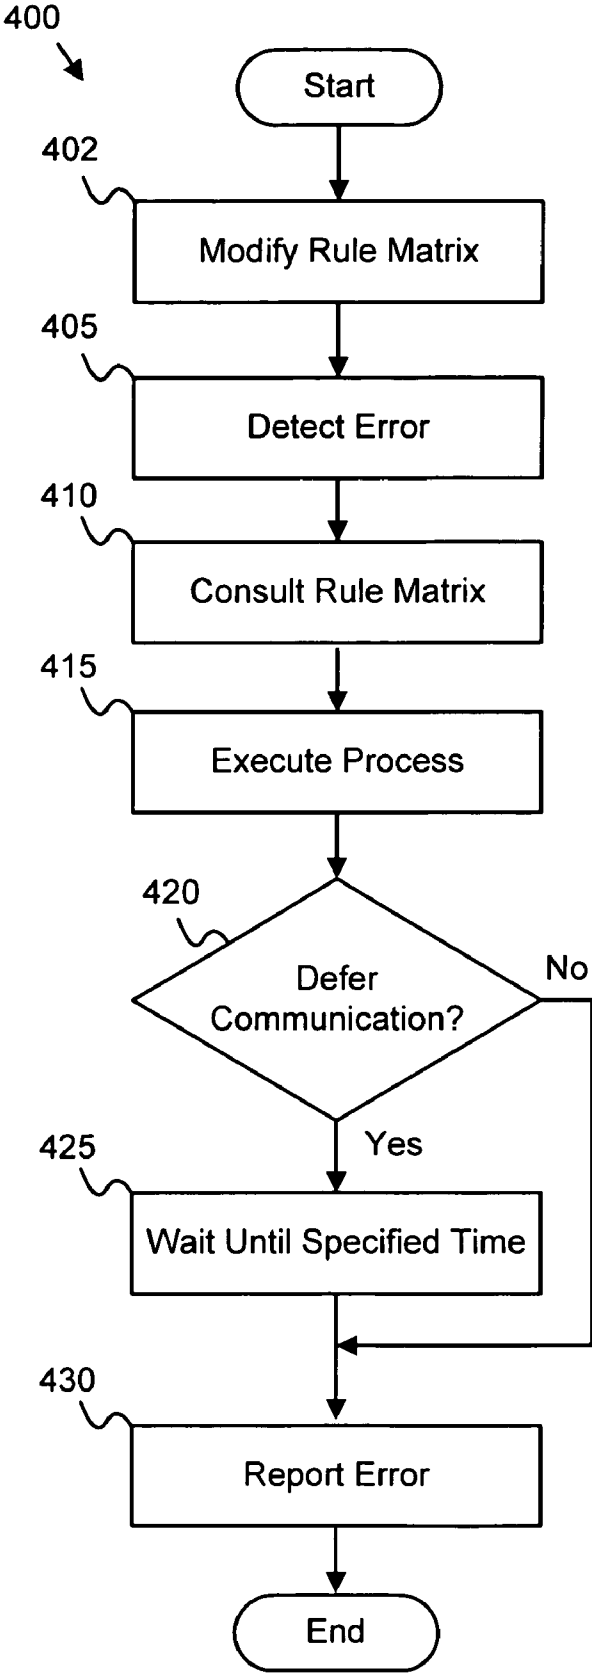 400
Start
402
Modify Rule Matrix
405
Detect Error
410
Consult Rule Matrix
415
Execute Process
420
Defer
Communication?
No
Yes
425
Wait Until Specified Time
430
Report Error
End